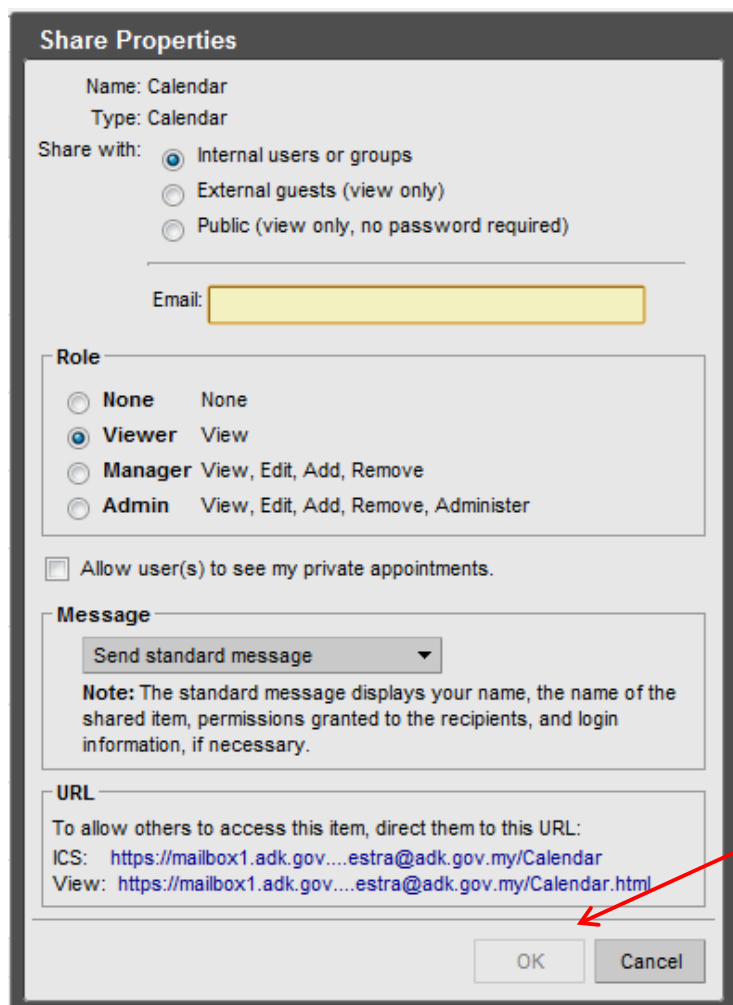 Share Properties
Name: Calendar
Type: Calendar
Share with: Internal users or groups
External guests (view only)
Public (view only, no password required)
Email:
Role
None None
Viewer View
Manager View, Edit, Add, Remove
Admin View, Edit, Add, Remove, Administer
Allow user(s) to see my private appointments.
Message
Send standard message
Note: The standard message displays your name, the name of the
shared item, permissions granted to the recipients, and login
information, if necessary.
URL
To allow others to access this item, direct them to this URL:
ICS: https://mailbox1.adk.gov....estra@adk.gov.my/Calendar
View: https://mailbox1.adk.gov....estra@adk.gov.my/Calendar.html
OK Cancel